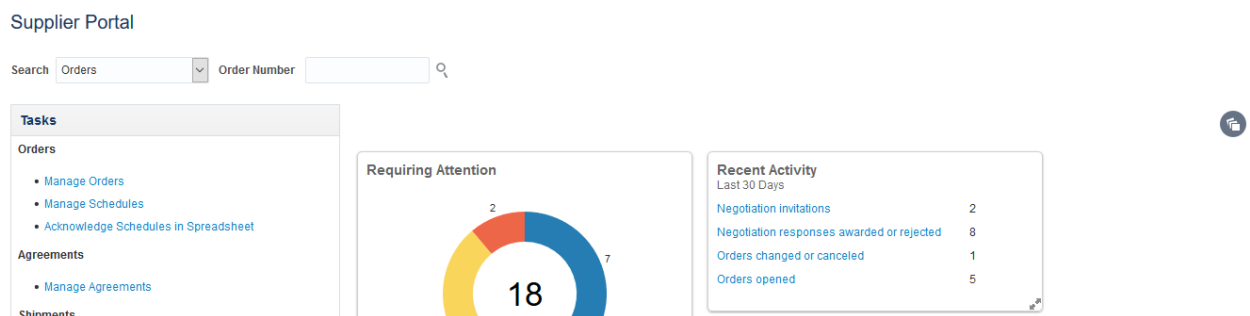 Supplier Portal
Search Orders Order Number
Tasks
Orders
• Manage Orders
• Manage Schedules
• Acknowledge Schedules in Spreadsheet
Agreements
• Manage Agreements
Shipments
Requiring Attention
2
7
18
Recent Activity
Last 30 Days
Negotiation invitations 2
Negotiation responses awarded or rejected 8
Orders changed or canceled 1
Orders opened 5